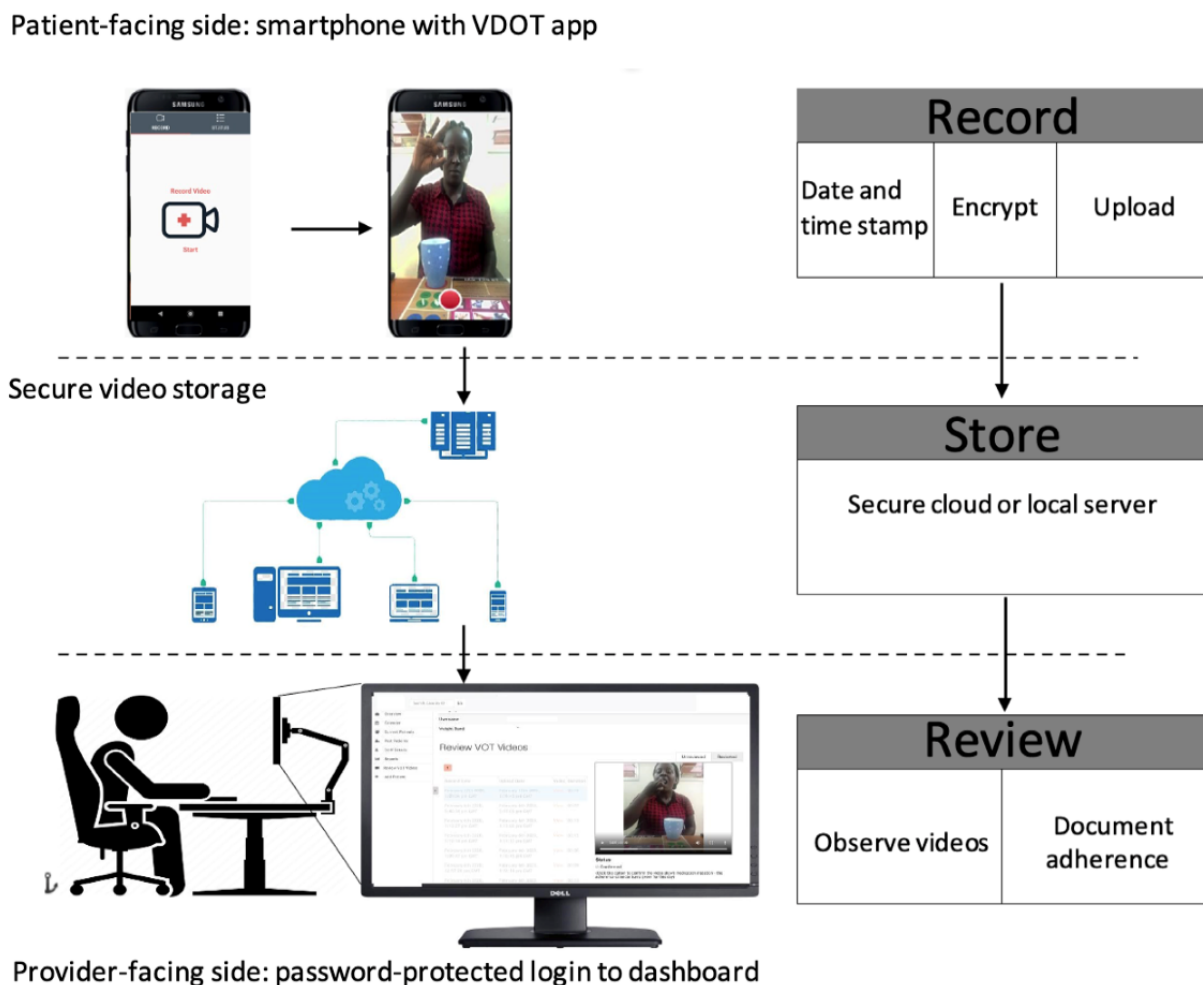 Patient-facing side: smartphone with VDOT app
SAMSUNG
RECORD
Record Video
Start
SAMSUNG
Record
Date and
time stamp
Encrypt
Upload
Secure video storage
Store
Secure cloud or local server
Review VOT Videos
Status
DELL
Review
Observe videos
Document
adherence
Provider-facing side: password-protected login to dashboard